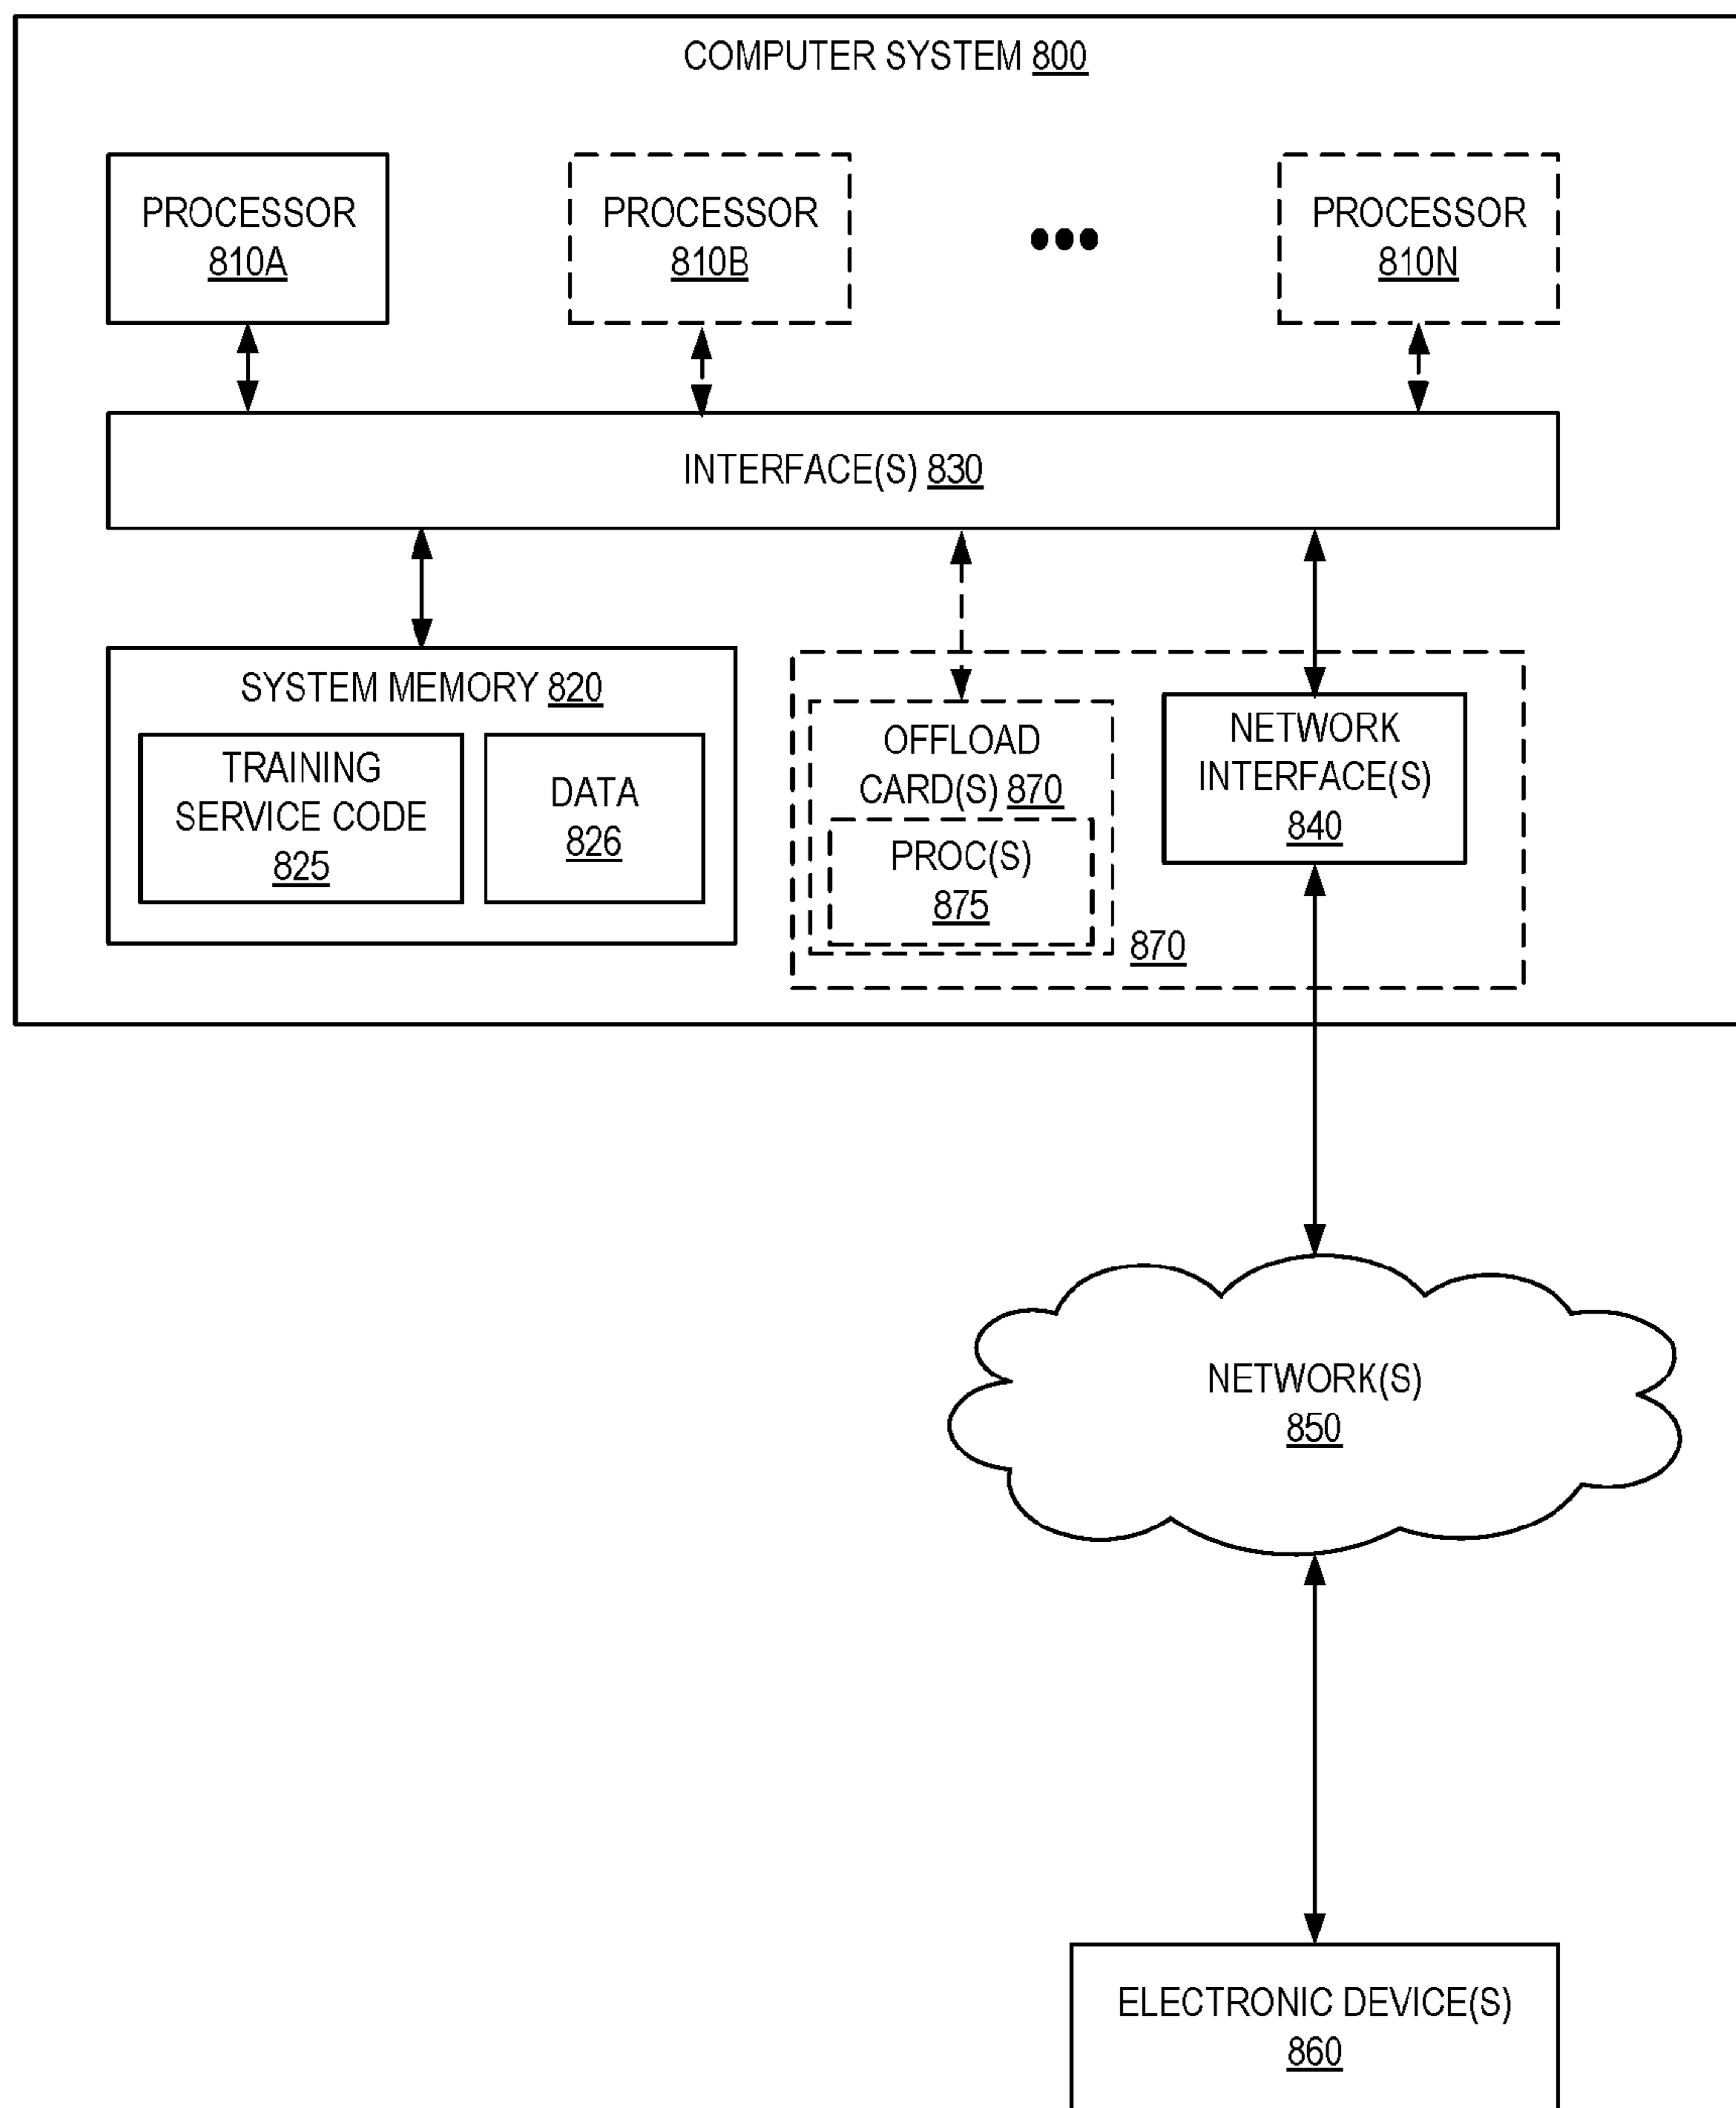 COMPUTER SYSTEM 800
PROCESSOR
810A
PROCESSOR
810B
PROCESSOR
810N
INTERFACE(S) 830
SYSTEM MEMORY 820
TRAINING
SERVICE CODE
825
DATA
826
OFFLOAD
CARD(S) 870
PROC(S)
875
NETWORK
INTERFACE(S)
840
870
NETWORK(S)
850
ELECTRONIC DEVICE(S)
860